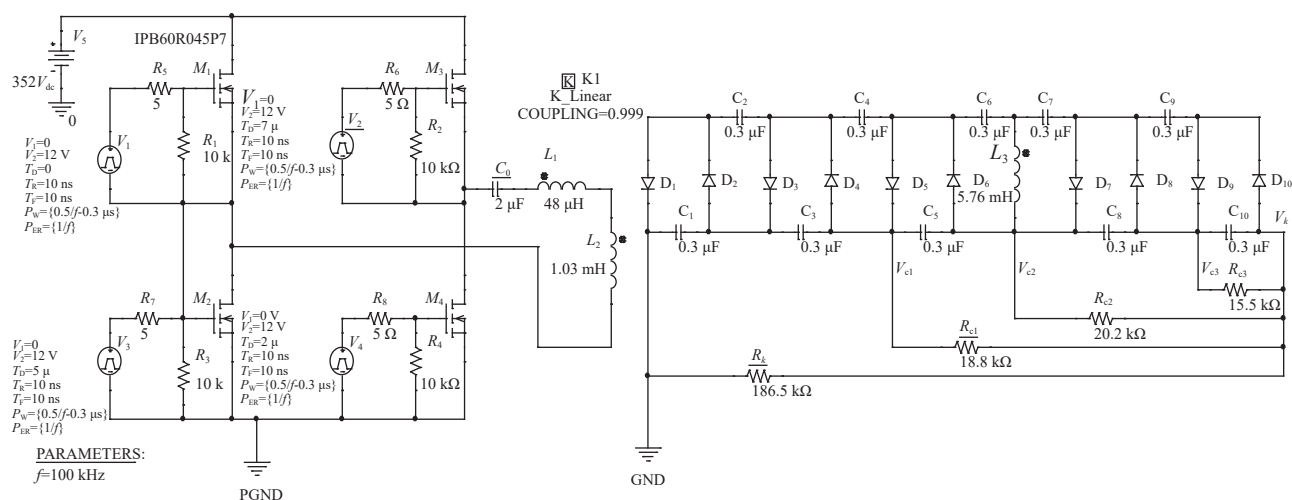 V5
352Vdc
0
IPB60R045P7
M1
R5
5
V1
R1
10 k
V1=0
V2=12 V
TD=0
TR=10 ns
TF=10 ns
PW={0.5/f-0.3 μs}
PER={1/f}
V1=0
V2=12 V
TD=7 μ
TR=10 ns
TF=10 ns
PW={0.5/f-0.3 μs}
PER={1/f}
R6
5 Ω
M3
V2
R2
10 kΩ
C0
2 μF
L1
48 μH
L2
1.03 mH
K K1
K_Linear
COUPLING=0.999
R7
5
M2
V3
R3
10 k
V1=0
V2=12 V
TD=5 μ
TR=10 ns
TF=10 ns
PW={0.5/f-0.3 μs}
PER={1/f}
V1=0 V
V2=12 V
TD=2 μ
TR=10 ns
TF=10 ns
PW={0.5/f-0.3 μs}
PER={1/f}
R8
5 Ω
M4
V4
R4
10 kΩ
PARAMETERS:
f=100 kHz
PGND
C2
0.3 μF
C4
0.3 μF
C6
0.3 μF
C7
0.3 μF
C9
0.3 μF
L3
5.76 mH
D1
D2
D3
D4
D5
D6
D7
D8
D9
D10
C1
0.3 μF
C3
0.3 μF
C5
0.3 μF
C8
0.3 μF
C10
0.3 μF
Vk
Vc1
Vc2
Vc3
Rc3
15.5 kΩ
Rc2
20.2 kΩ
Rc1
18.8 kΩ
Rk
186.5 kΩ
GND